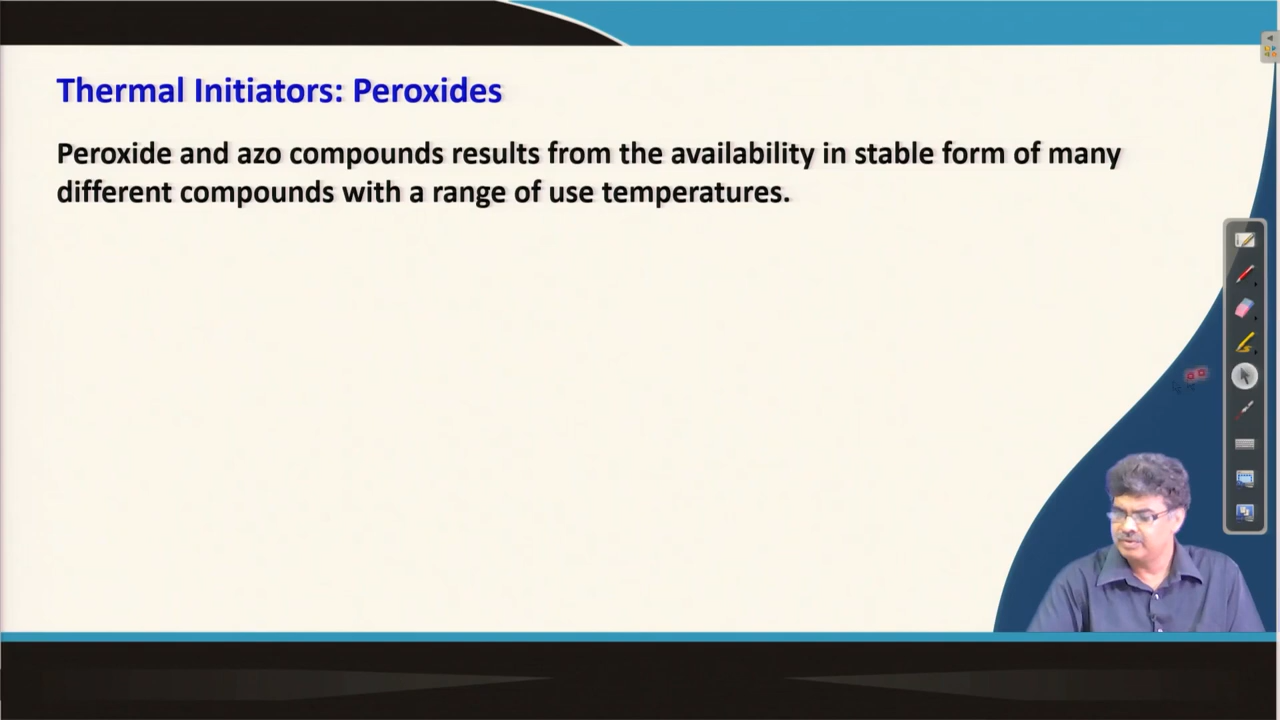 Thermal Initiators: Peroxides
Peroxide and azo compounds results from the availability in stable form of many
different compounds with a range of use temperatures.